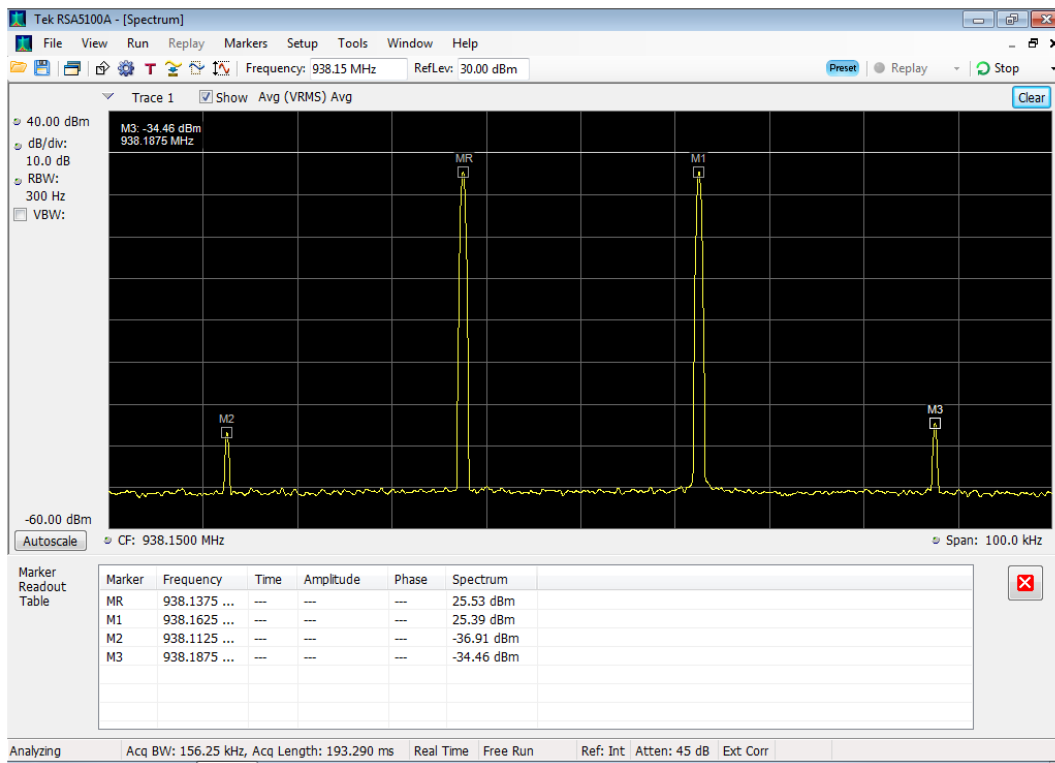 Tek RSA5100A - [Spectrum]
File View Run Replay Markers Setup Tools Window Help
T Frequency: 938.15 MHz RefLev: 30.00 dBm Preset Replay Stop
Trace 1 Show Avg (VRMS) Avg Clear
40.00 dBm
dB/div:
10.0 dB
RBW:
300 Hz
VBW:
M3: -34.46 dBm
938.1875 MHz
MR M1
M3
M2
-60.00 dBm
Autoscale CF: 938.1500 MHz Span: 100.0 kHz
Marker
Readout
Table
Marker Frequency Time Amplitude Phase Spectrum
MR 938.1375 ... --- --- --- 25.53 dBm
M1 938.1625 ... --- --- --- 25.39 dBm
M2 938.1125 ... --- --- --- -36.91 dBm
M3 938.1875 ... --- --- --- -34.46 dBm
Analyzing Acq BW: 156.25 kHz, Acq Length: 193.290 ms Real Time Free Run Ref: Int Atten: 45 dB Ext Corr